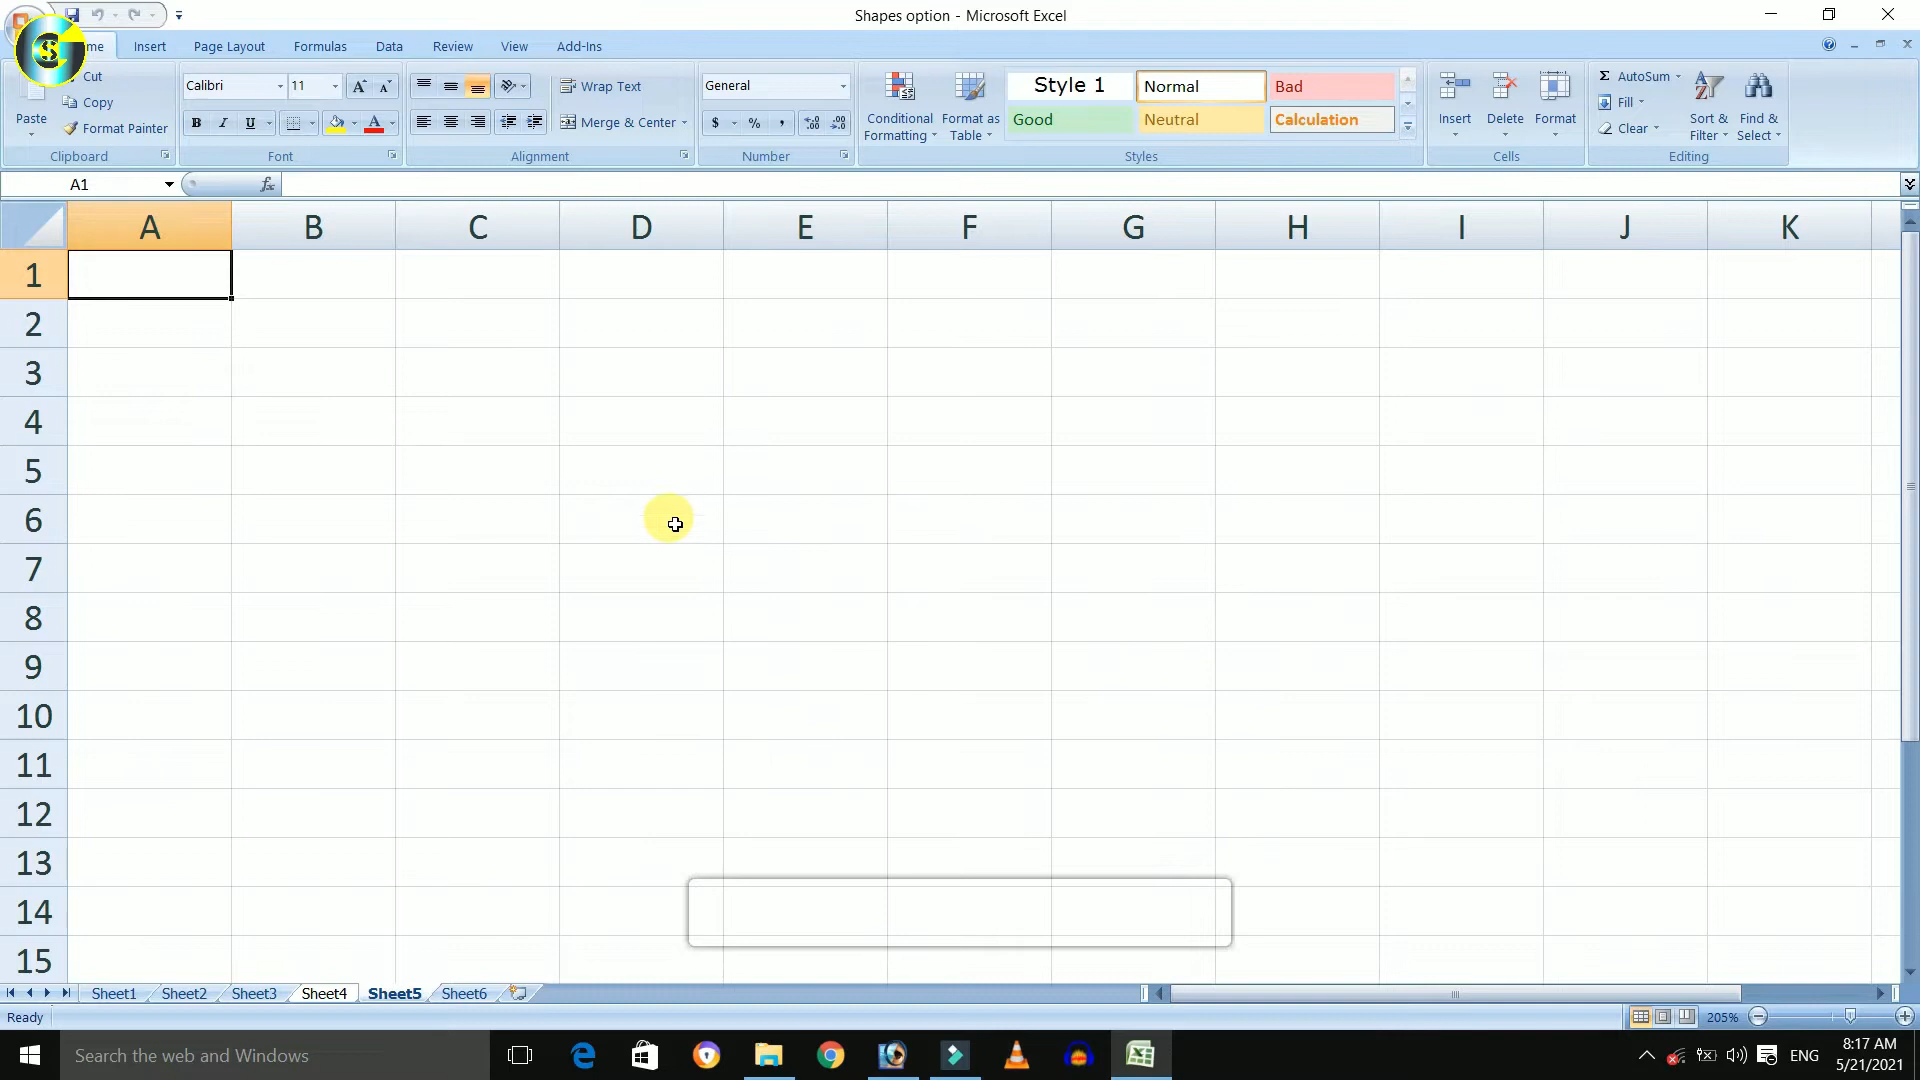 Shapes option - Microsoft Excel
me Insert Page Layout Formulas Data Review View Add-Ins
Paste
Cut
Copy
Format Painter
Clipboard
Calibri 11
B I U
A
Font
Wrap Text
Merge & Center
Alignment
General
$ % ,
Number
Conditional Formatting
Format as Table
Style 1 Normal Bad
Good Neutral Calculation
Styles
Insert Delete Format
Cells
Σ AutoSum
Fill
Clear
Sort & Filter
Find & Select
Editing
A1 fx
A B C D E F G H I J K
1
2
3
4
5
6
7
8
9
10
11
12
13
14
15
Sheet1 Sheet2 Sheet3 Sheet4 Sheet5 Sheet6
Ready 205%
Search the web and Windows
ENG
8:17 AM
5/21/2021